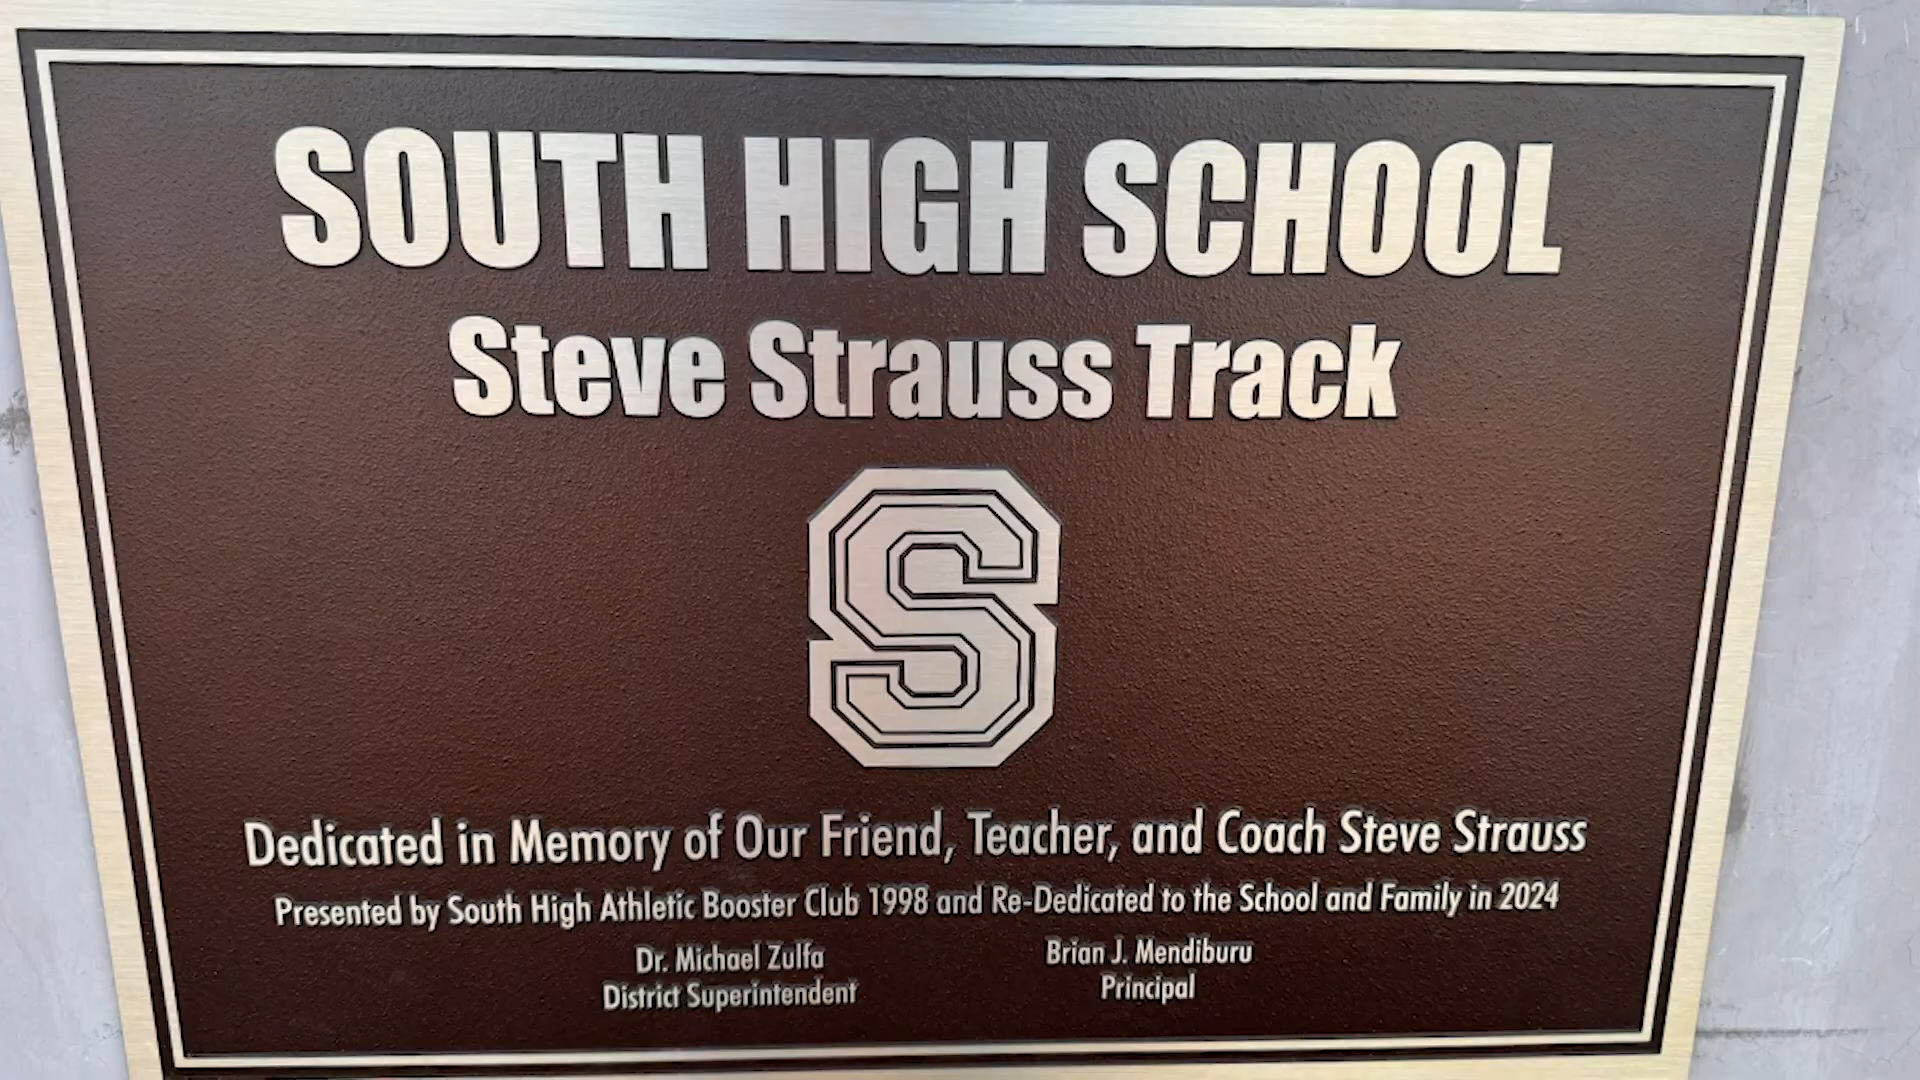 SOUTH HIGH SCHOOL
Steve Strauss Track
S
Dedicated in Memory of Our Friend, Teacher, and Coach Steve Strauss
Presented by South High Athletic Booster Club 1998 and Re-Dedicated to the School and Family in 2024
Dr. Michael Zulfa
District Superintendent
Brian J. Mendiburu
Principal